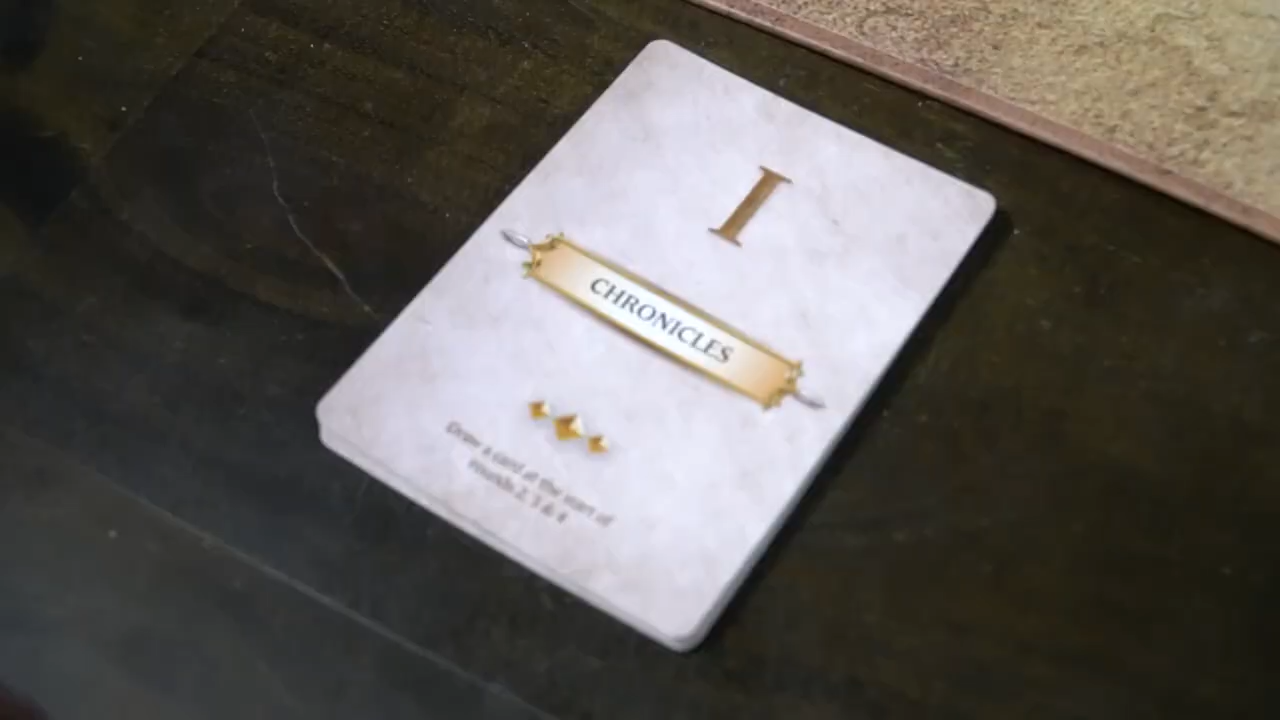 I
CHRONICLES
Draw a card at the start of
rounds 2, 3 & 4